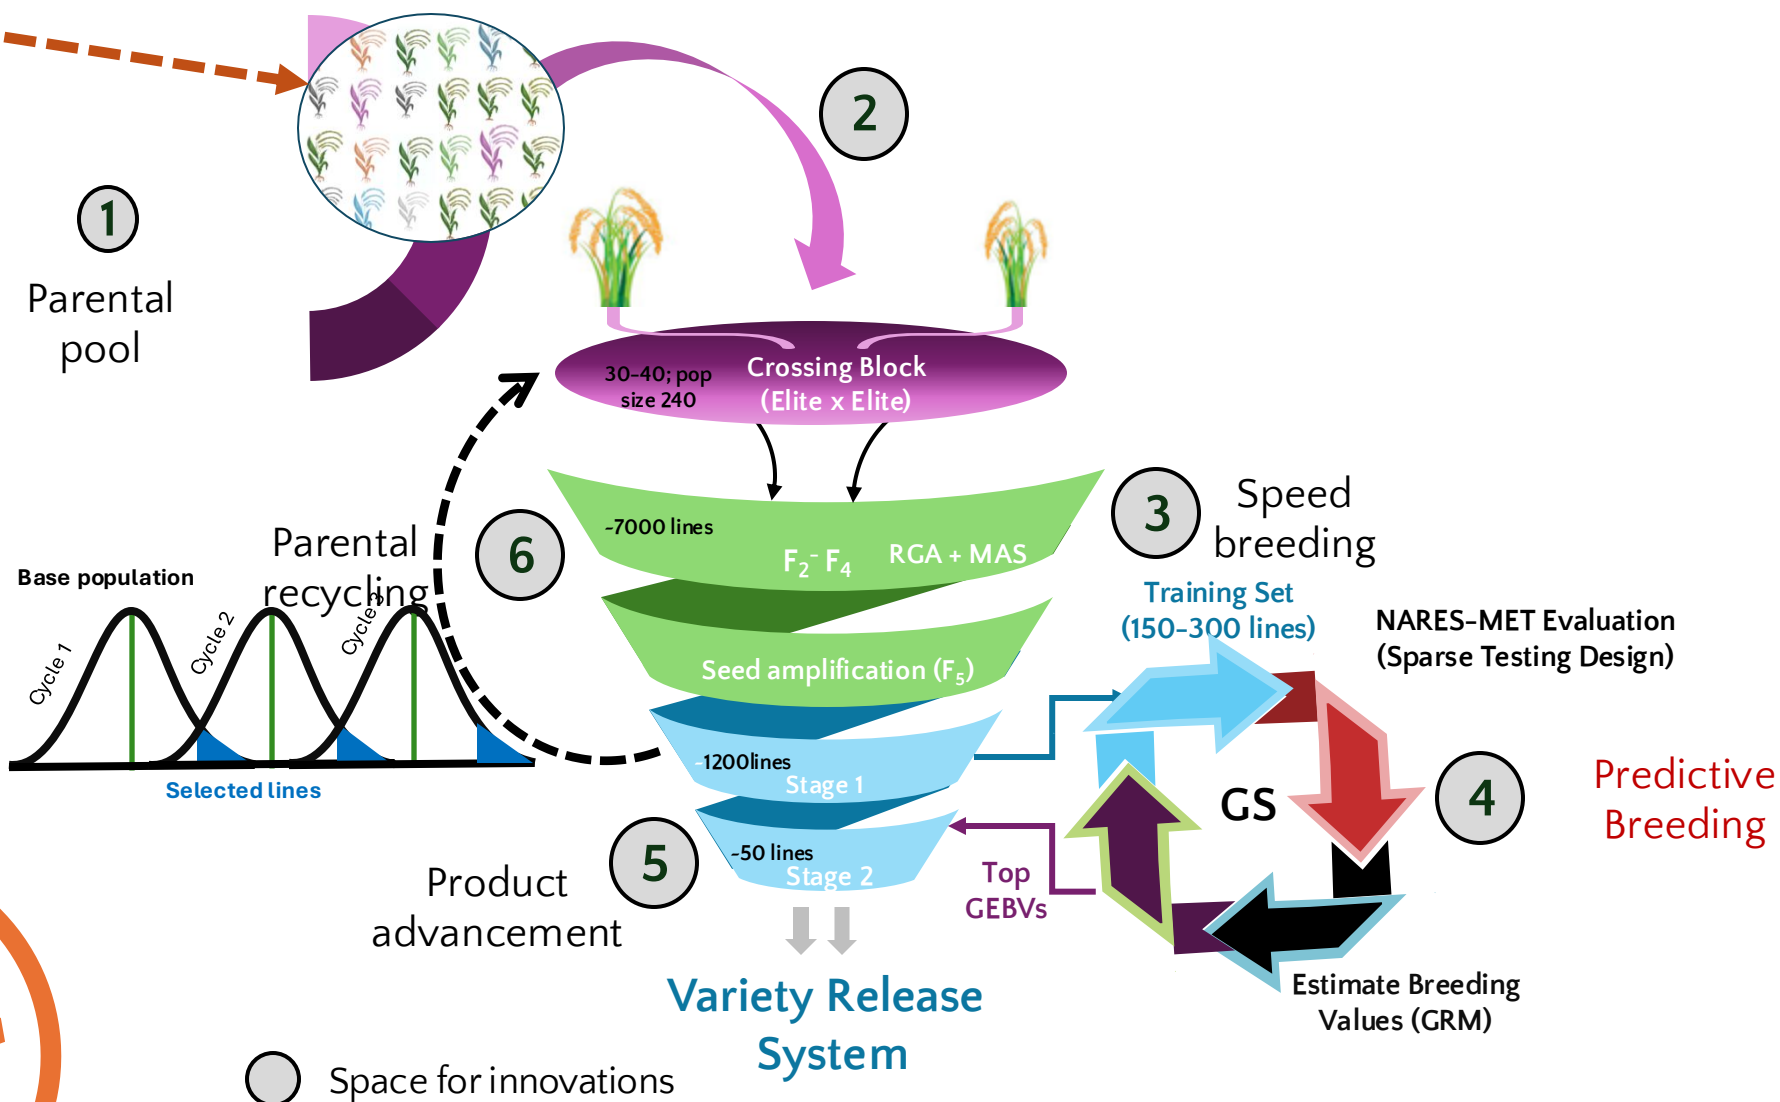 1
Parental
pool
2
30-40; pop
size 240
Crossing Block
(Elite x Elite)
~7000 lines
F2- F4
RGA + MAS
3
Speed
breeding
6
Parental
recycling
Base population
Cycle 1
Cycle 2
Cycle 3
Selected lines
Seed amplification (F5)
Training Set
(150-300 lines)
NARES-MET Evaluation
(Sparse Testing Design)
~1200lines
Stage 1
GS
4
Predictive
Breeding
5
Product
advancement
~50 lines
Stage 2
Top
GEBVs
Estimate Breeding
Values (GRM)
Variety Release
System
Space for innovations